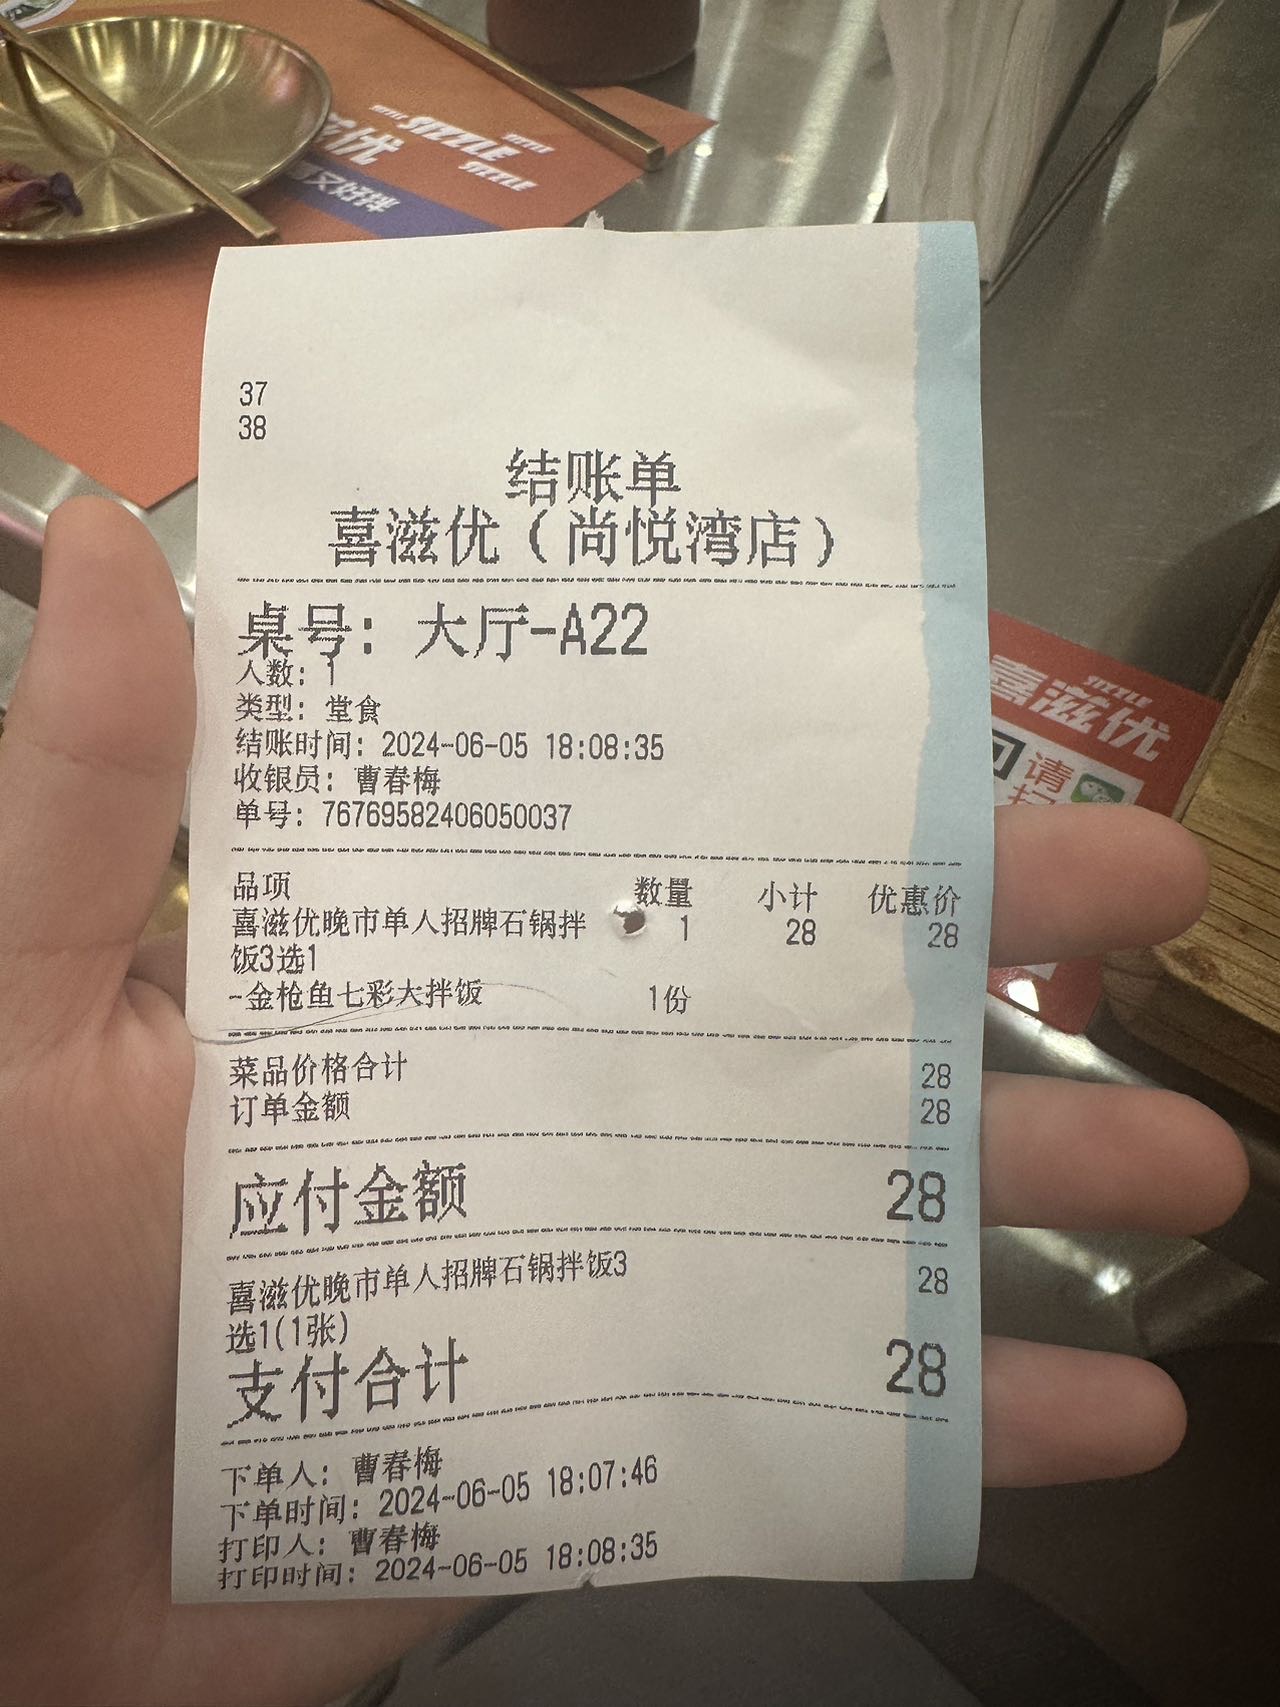 SIZZLE
SIZZLE
滋优
37
38
结账单
喜滋优（尚悦湾店）
桌号： 大厅-A22
人数：1
类型：堂食
结账时间：2024-06-05 18:08:35
收银员：曹春梅
单号：76769582406050037
品项 数量 小计 优惠价
喜滋优晚市单人招牌石锅拌 1 28 28
饭3选1
-金枪鱼七彩大拌饭 1份
菜品价格合计 28
订单金额 28
应付金额 28
喜滋优晚市单人招牌石锅拌饭3 28
选1(1张)
支付合计 28
下单人：曹春梅
下单时间：2024-06-05 18:07:46
打印人：曹春梅
打印时间：2024-06-05 18:08:35
SIZZLE
喜滋优
请
扫